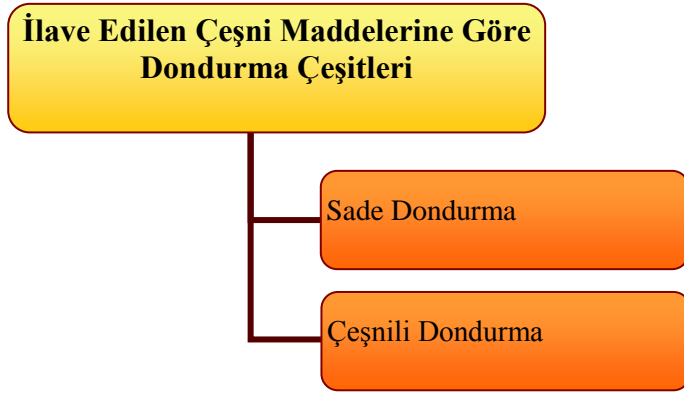 İlave Edilen Çeşni Maddelerine Göre
Dondurma Çeşitleri
Sade Dondurma
Çeşnili Dondurma